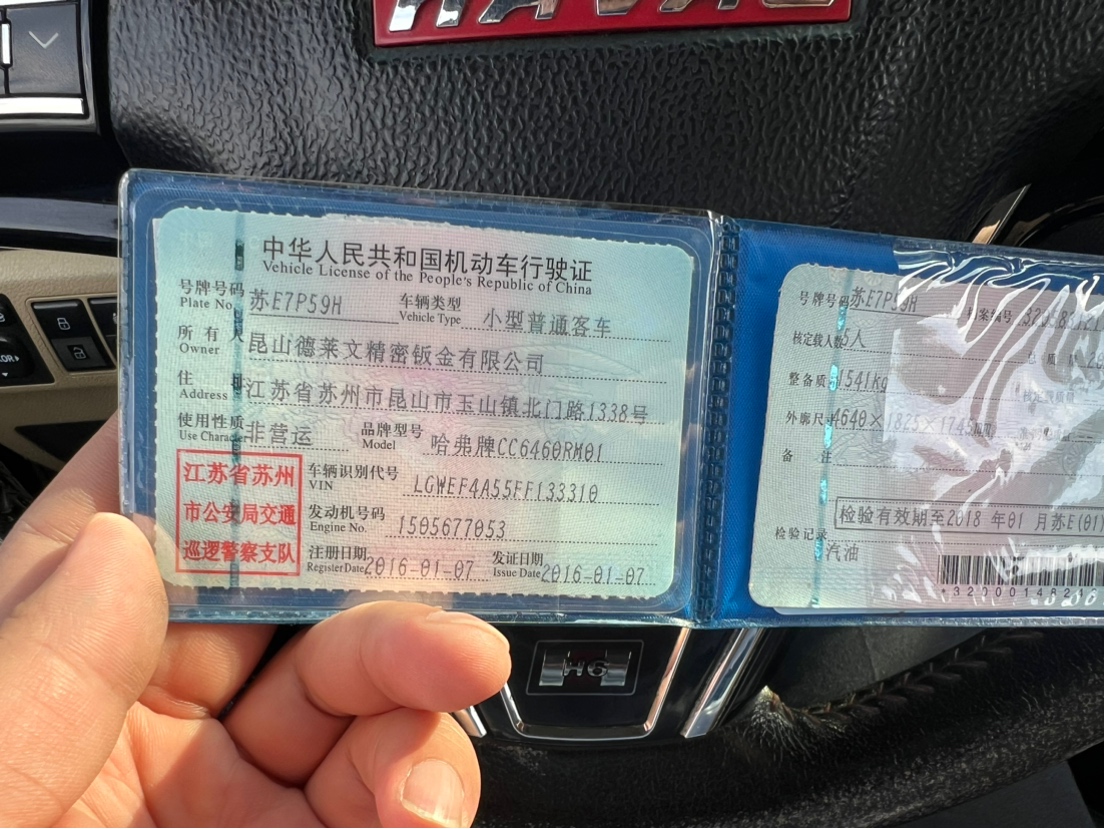 HAVAL
中华人民共和国机动车行驶证
Vehicle License of the People's Republic of China
号牌号码 苏E7P59H 车辆类型 小型普通客车
Plate No. Vehicle Type
所有人 昆山德莱文精密钣金有限公司
Owner
住 江苏省苏州市昆山市玉山镇北门路1338号
Address
使用性质 非营运 品牌型号 哈弗牌CC6460RM01
Use Character Model
江苏省苏州
市公安局交通
巡逻警察支队
车辆识别代号 LGWEF4A55FF133310
VIN
发动机号码 1505677053
Engine No.
注册日期 2016-01-07 发证日期 2016-01-07
Register Date Issue Date
号牌号码 苏E7P59H
核定载人数 5人
整备质 1541kg 核定载质量
外廓尺 4640×1825×1745
备 注
检验有效期至2018 年01 月苏E(01)
检验记录
汽油
H6